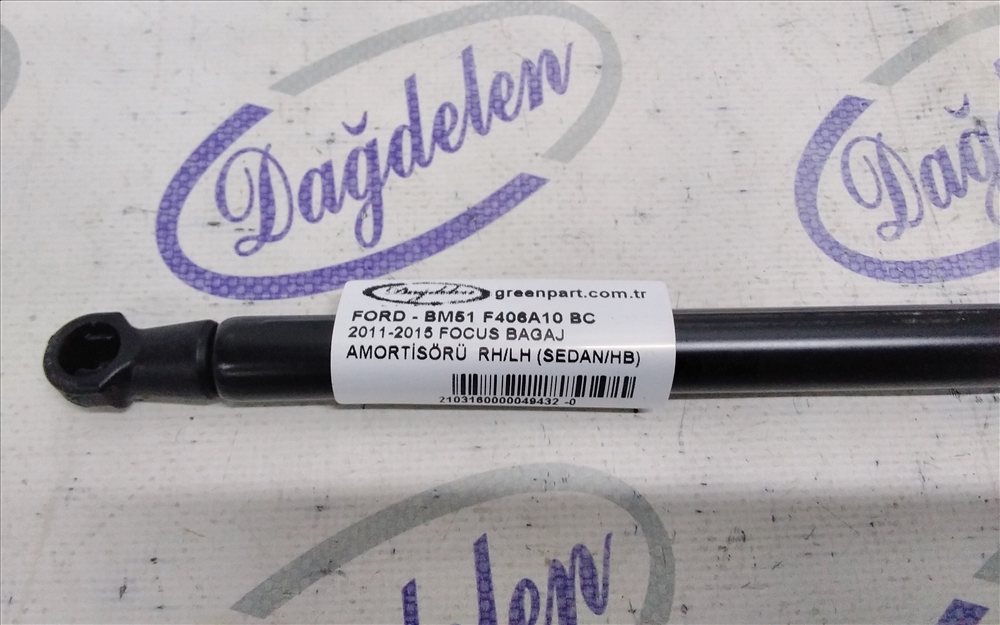 Dağdelen
Dağ
Dağdelen greenpart.com.tr
FORD - BM51 F406A10 BC
2011-2015 FOCUS BAGAJ
AMORTİSÖRÜ RH/LH (SEDAN/HB)
2103160000049432 -0